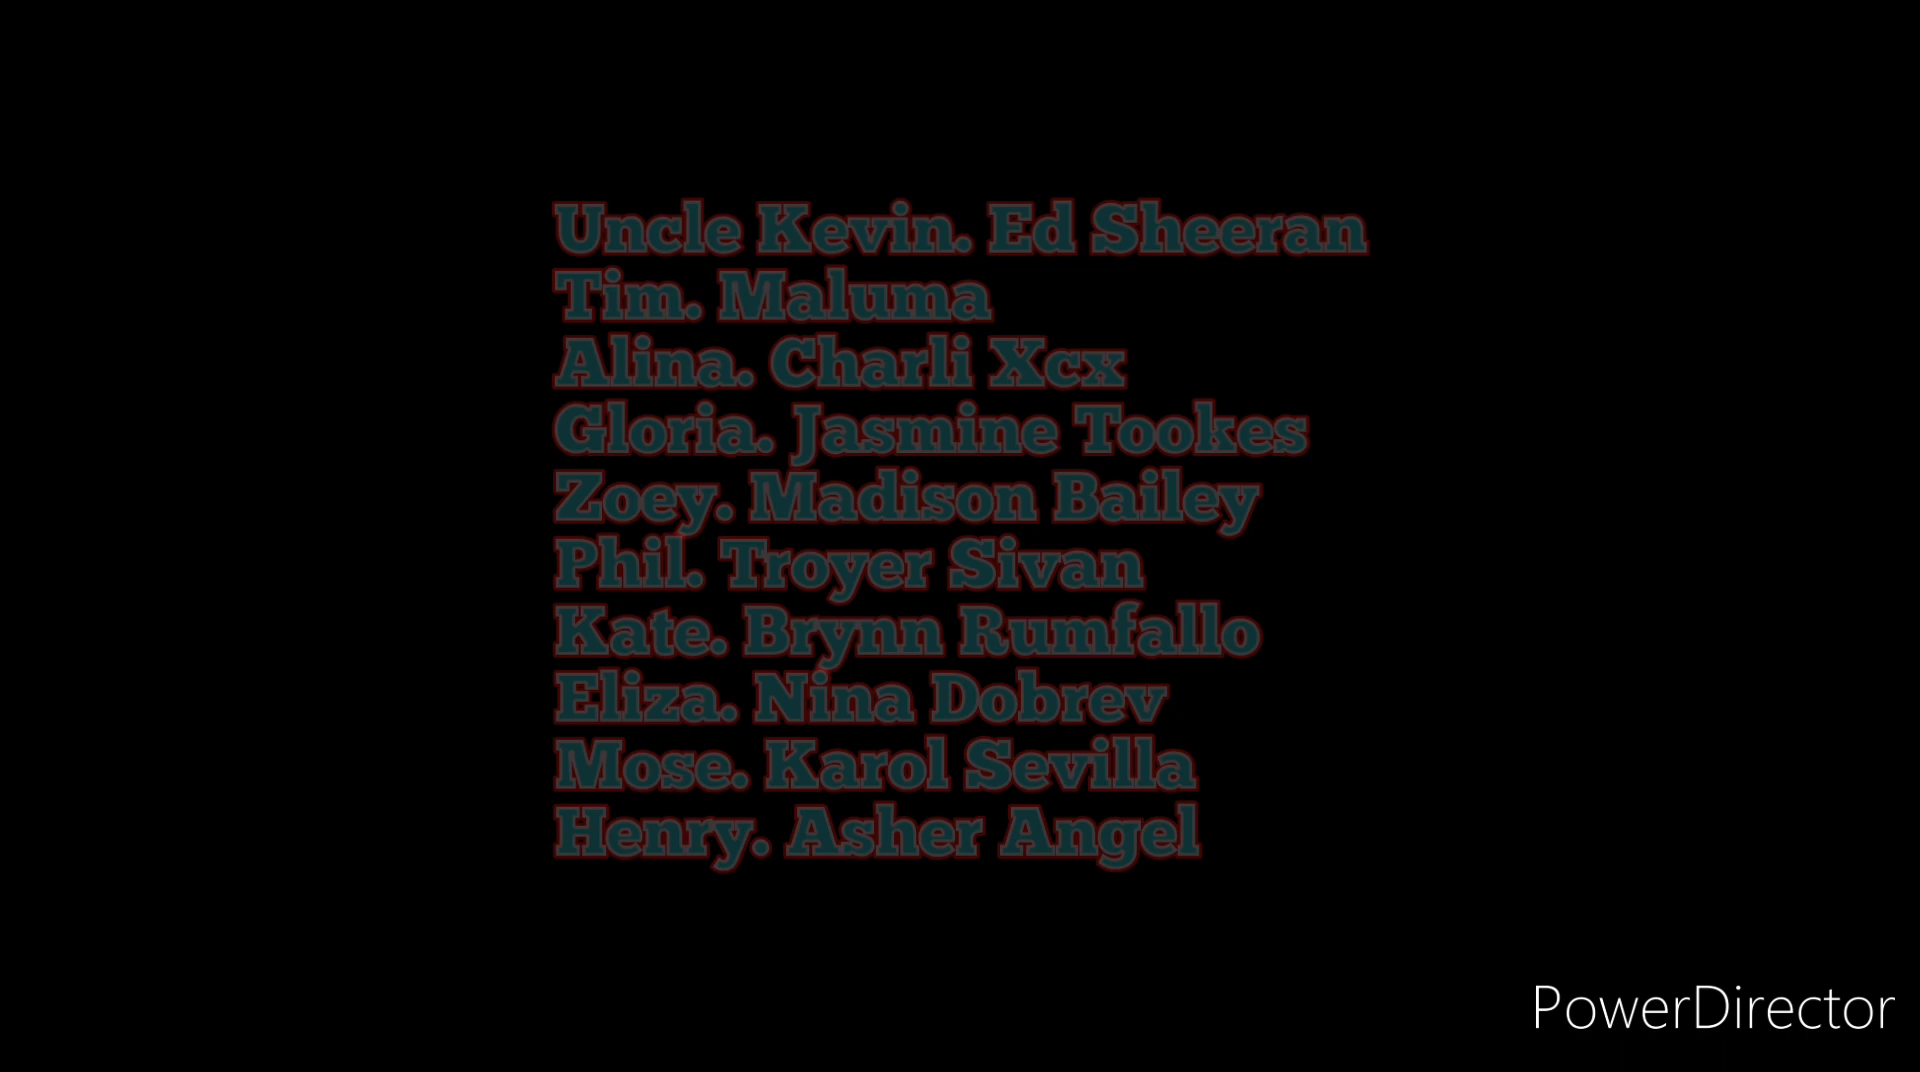 Uncle Kevin. Ed Sheeran
Tim. Maluma
Alina. Charli Xcx
Gloria. Jasmine Tookes
Zoey. Madison Bailey
Phil. Troyer Sivan
Kate. Brynn Rumfallo
Eliza. Nina Dobrev
Mose. Karol Sevilla
Henry. Asher Angel
PowerDirector